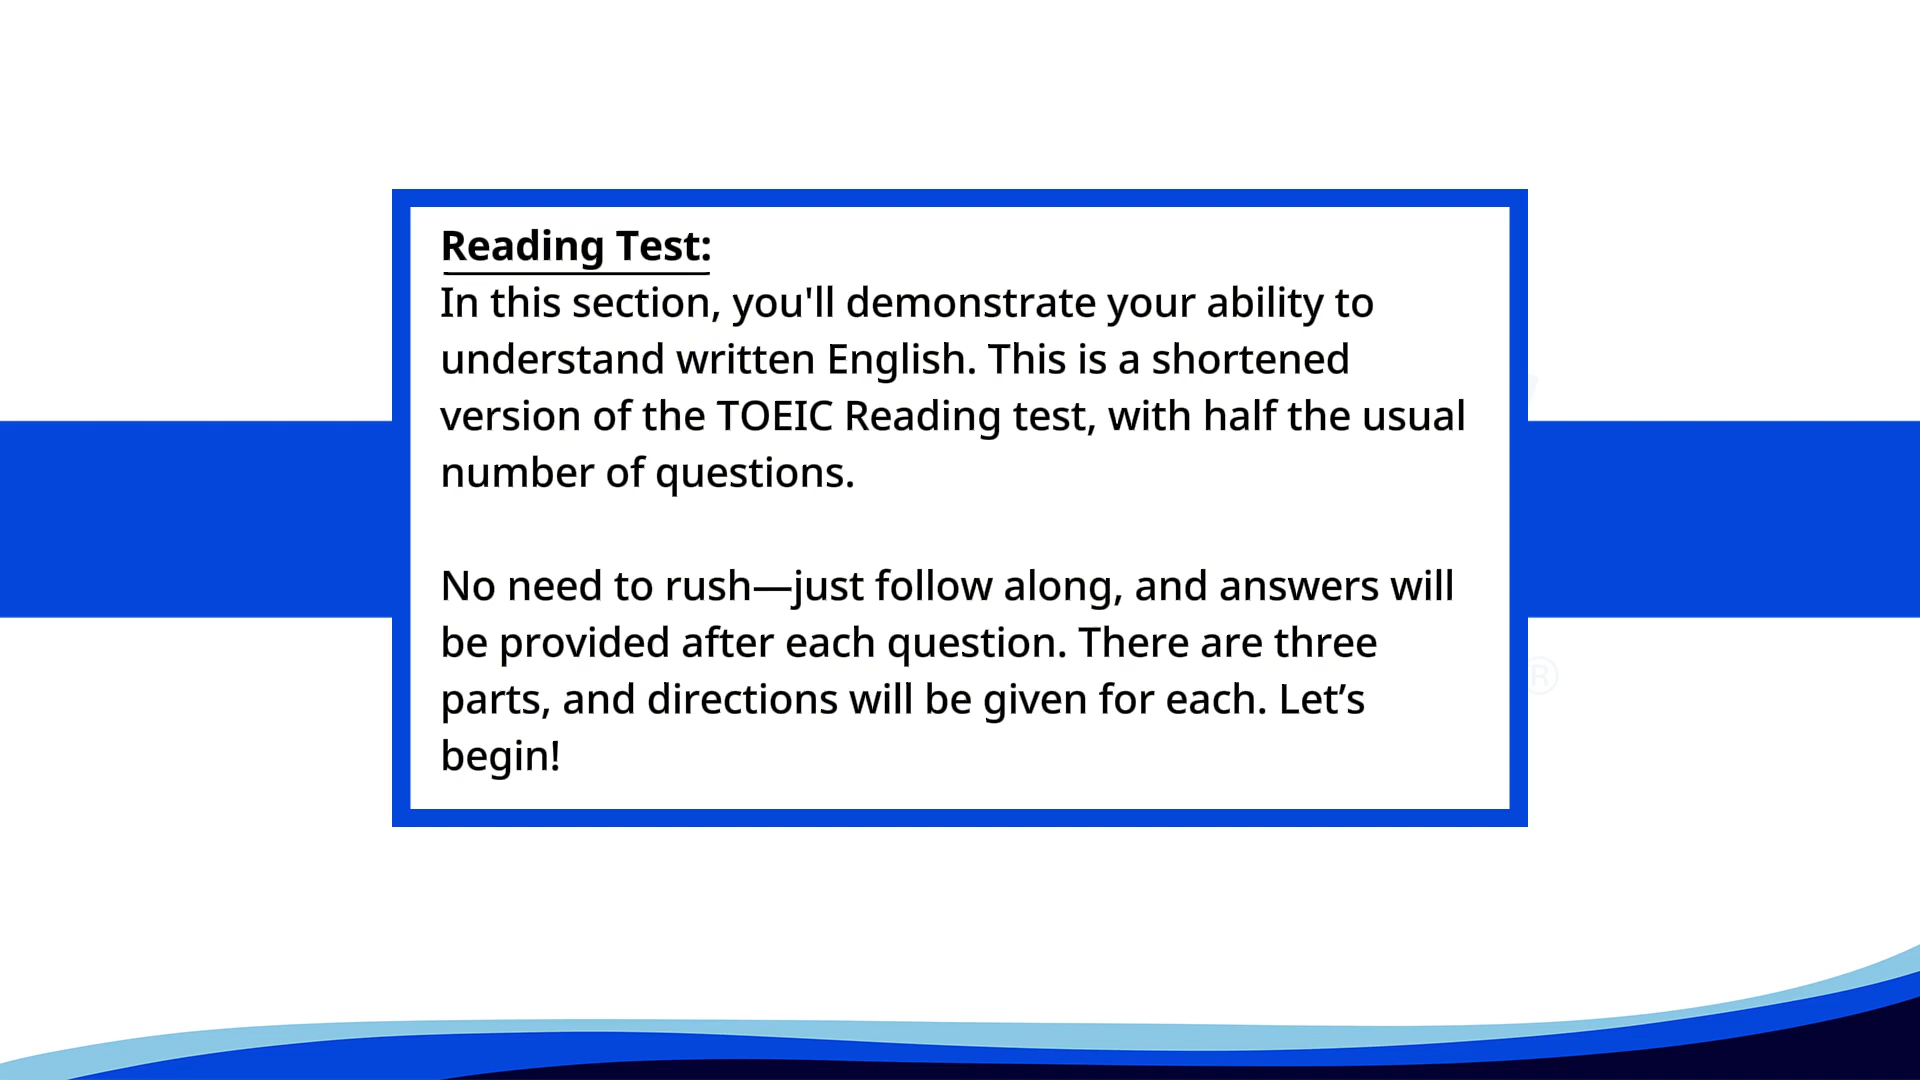 Reading Test:
In this section, you'll demonstrate your ability to
understand written English. This is a shortened
version of the TOEIC Reading test, with half the usual
number of questions.
No need to rush—just follow along, and answers will
be provided after each question. There are three
parts, and directions will be given for each. Let’s
begin!
®